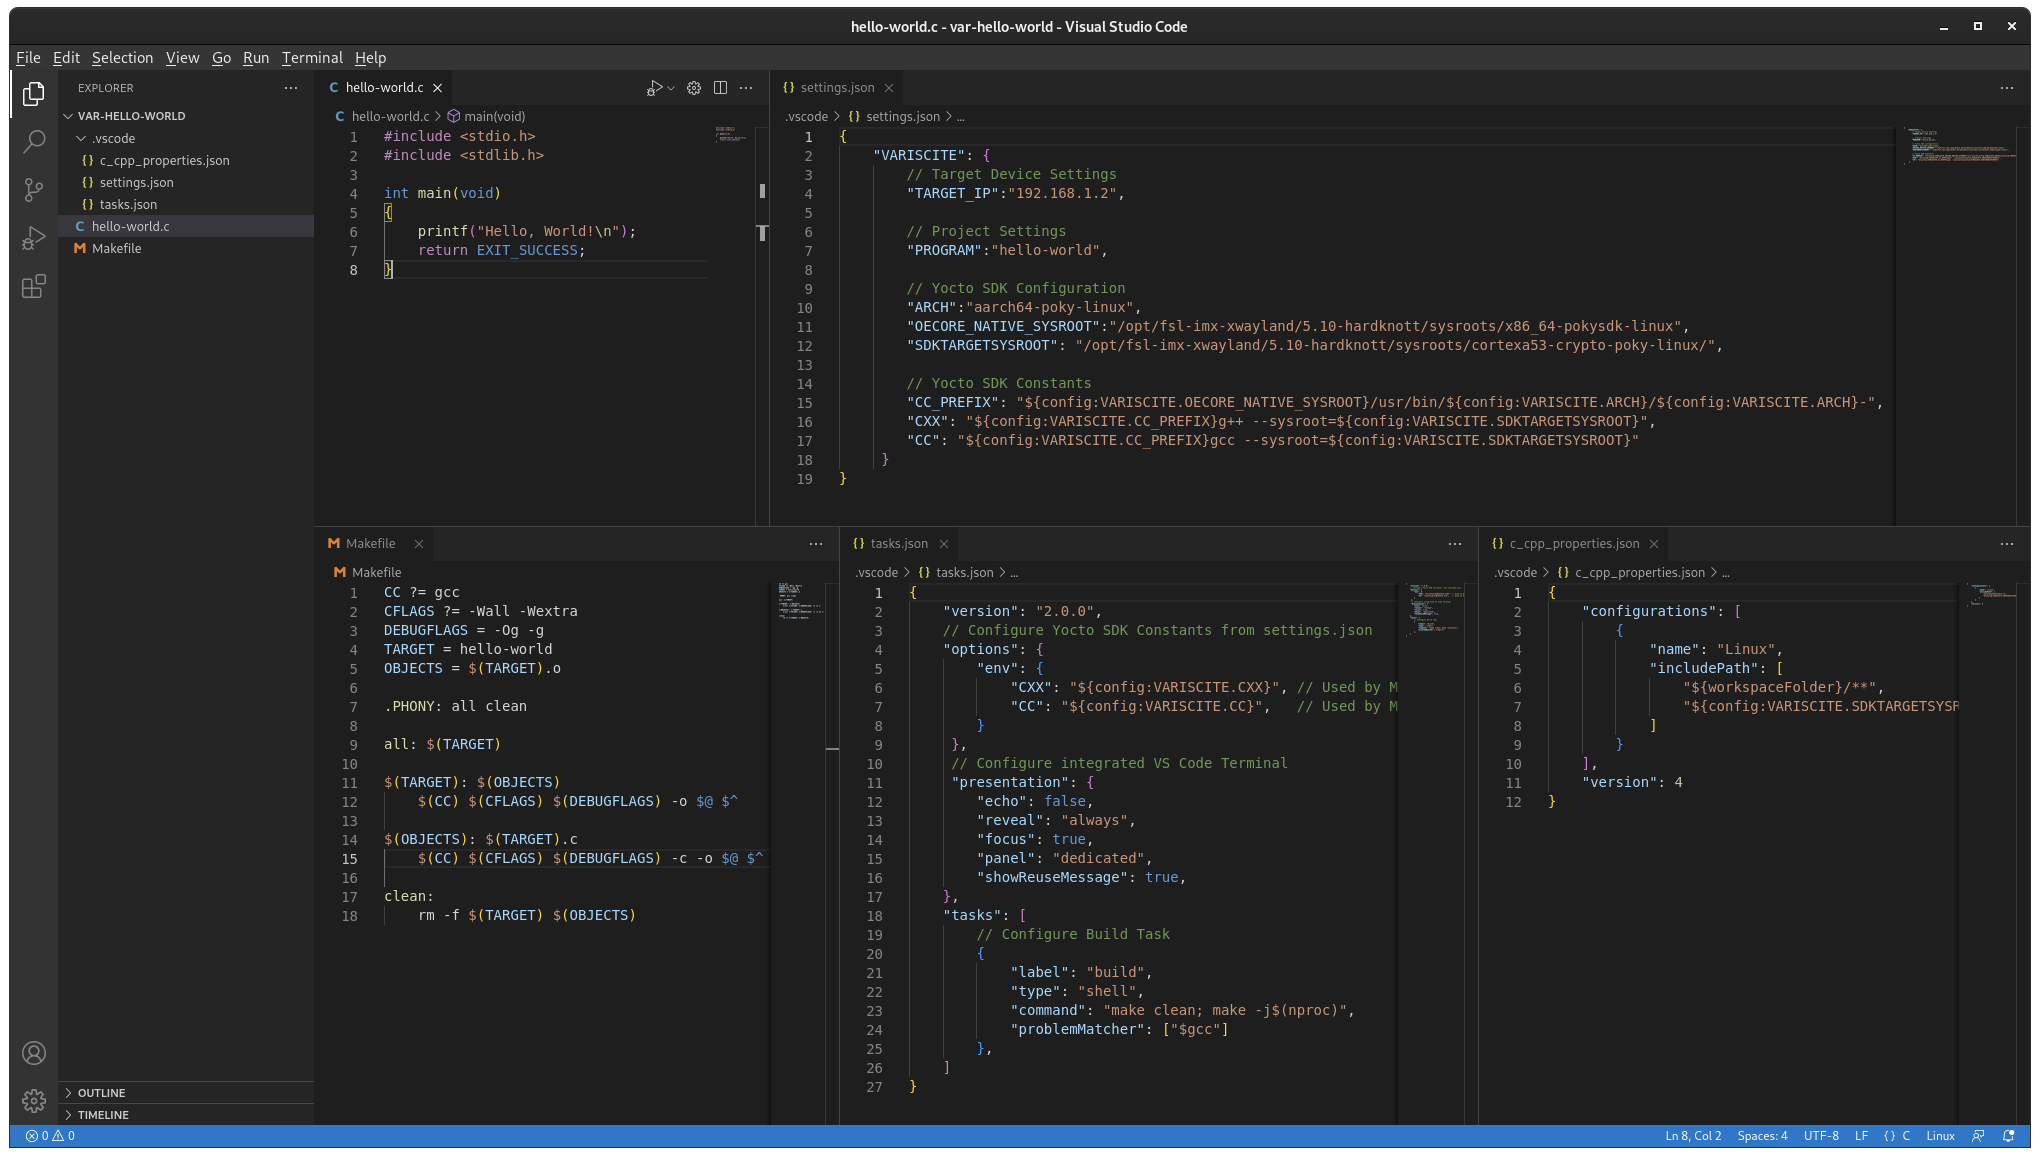 hello-world.c - var-hello-world - Visual Studio Code
File Edit Selection View Go Run Terminal Help
EXPLORER
VAR-HELLO-WORLD
.vscode
{} c_cpp_properties.json
{} settings.json
{} tasks.json
C hello-world.c
M Makefile
OUTLINE
TIMELINE
C hello-world.c
C hello-world.c > main(void)
1 #include <stdio.h>
2 #include <stdlib.h>
3
4 int main(void)
5 {
6     printf("Hello, World!\n");
7     return EXIT_SUCCESS;
8 }
{} settings.json
.vscode > {} settings.json > ...
1 {
2     "VARISCITE": {
3         // Target Device Settings
4         "TARGET_IP":"192.168.1.2",
5
6         // Project Settings
7         "PROGRAM":"hello-world",
8
9         // Yocto SDK Configuration
10         "ARCH":"aarch64-poky-linux",
11         "OECORE_NATIVE_SYSROOT":"/opt/fsl-imx-xwayland/5.10-hardknott/sysroots/x86_64-pokysdk-linux",
12         "SDKTARGETSYSROOT": "/opt/fsl-imx-xwayland/5.10-hardknott/sysroots/cortexa53-crypto-poky-linux/",
13
14         // Yocto SDK Constants
15         "CC_PREFIX": "${config:VARISCITE.OECORE_NATIVE_SYSROOT}/usr/bin/${config:VARISCITE.ARCH}/${config:VARISCITE.ARCH}-",
16         "CXX": "${config:VARISCITE.CC_PREFIX}g++ --sysroot=${config:VARISCITE.SDKTARGETSYSROOT}",
17         "CC": "${config:VARISCITE.CC_PREFIX}gcc --sysroot=${config:VARISCITE.SDKTARGETSYSROOT}"
18      }
19 }
M Makefile
M Makefile
1 CC ?= gcc
2 CFLAGS ?= -Wall -Wextra
3 DEBUGFLAGS = -Og -g
4 TARGET = hello-world
5 OBJECTS = $(TARGET).o
6
7 .PHONY: all clean
8
9 all: $(TARGET)
10
11 $(TARGET): $(OBJECTS)
12     $(CC) $(CFLAGS) $(DEBUGFLAGS) -o $@ $^
13
14 $(OBJECTS): $(TARGET).c
15     $(CC) $(CFLAGS) $(DEBUGFLAGS) -c -o $@ $^
16
17 clean:
18     rm -f $(TARGET) $(OBJECTS)
{} tasks.json
.vscode > {} tasks.json > ...
1 {
2     "version": "2.0.0",
3     // Configure Yocto SDK Constants from settings.json
4     "options": {
5         "env": {
6             "CXX": "${config:VARISCITE.CXX}", // Used by M
7             "CC": "${config:VARISCITE.CC}",   // Used by M
8         }
9      },
10      // Configure integrated VS Code Terminal
11      "presentation": {
12         "echo": false,
13         "reveal": "always",
14         "focus": true,
15         "panel": "dedicated",
16         "showReuseMessage": true,
17     },
18     "tasks": [
19         // Configure Build Task
20         {
21             "label": "build",
22             "type": "shell",
23             "command": "make clean; make -j$(nproc)",
24             "problemMatcher": ["$gcc"]
25         },
26     ]
27 }
{} c_cpp_properties.json
.vscode > {} c_cpp_properties.json > ...
1 {
2     "configurations": [
3         {
4             "name": "Linux",
5             "includePath": [
6                 "${workspaceFolder}/**",
7                 "${config:VARISCITE.SDKTARGETSYSR
8             ]
9         }
10     ],
11     "version": 4
12 }
0 0
Ln 8, Col 2 Spaces: 4 UTF-8 LF {} C Linux